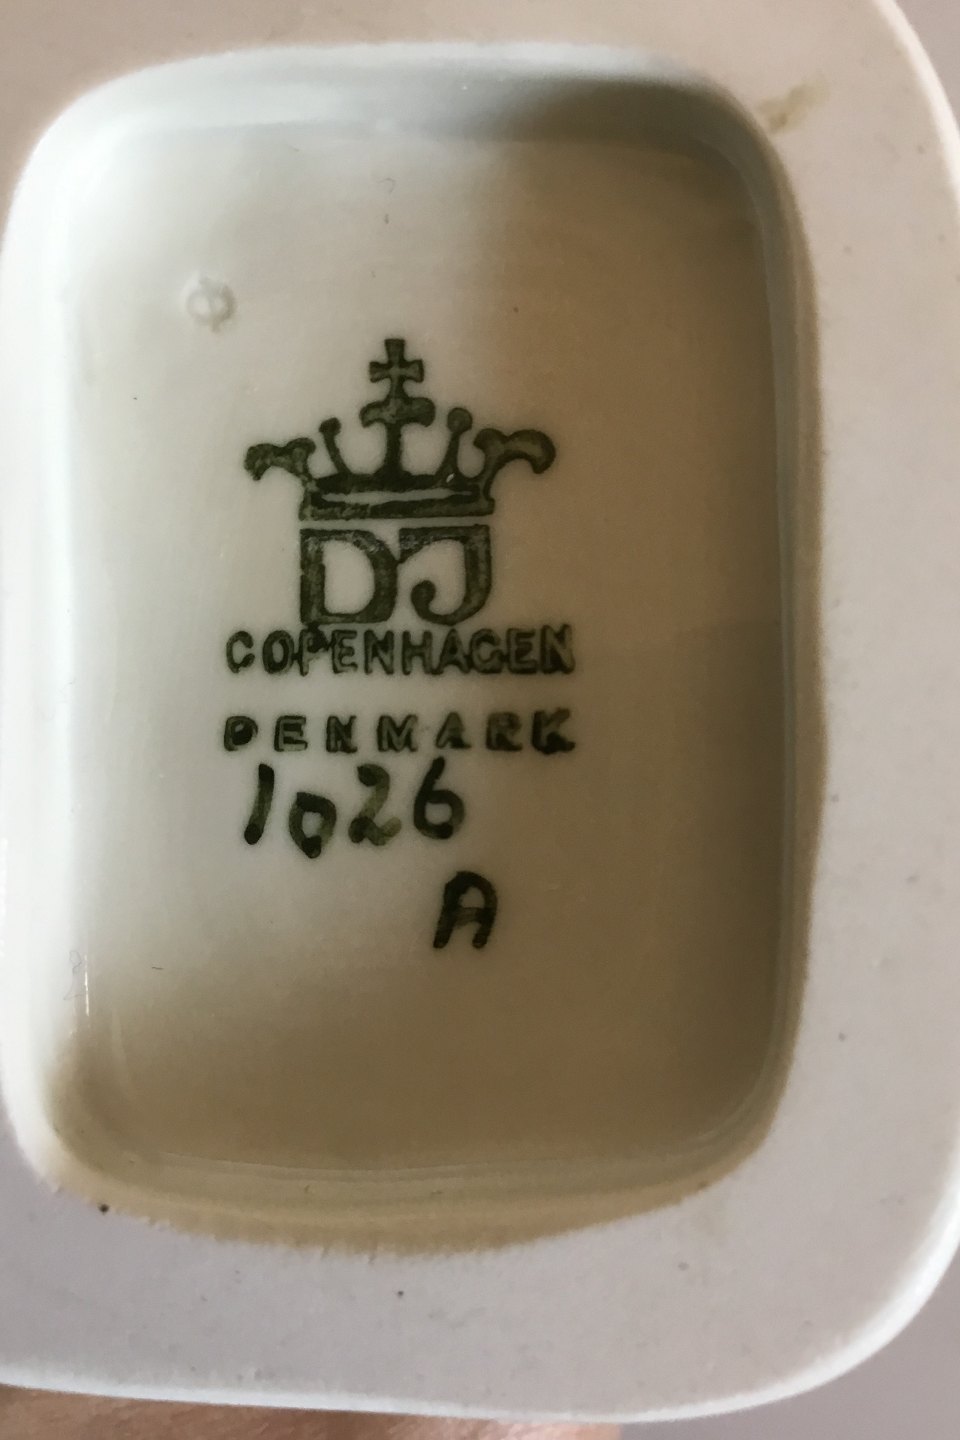 DJ
COPENHAGEN
DENMARK
1026
A